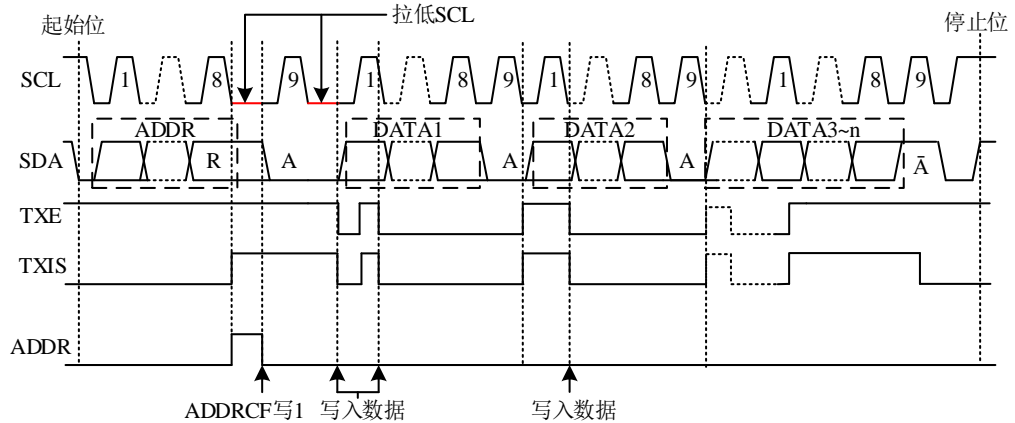 拉低SCL
起始位
停止位
SCL 1 8 9 1 8 9 1 8 9 1 8 9
ADDR DATA1 DATA2 DATA3~n
SDA R A A A Ā
TXE
TXIS
ADDR
ADDRCF写1 写入数据 写入数据